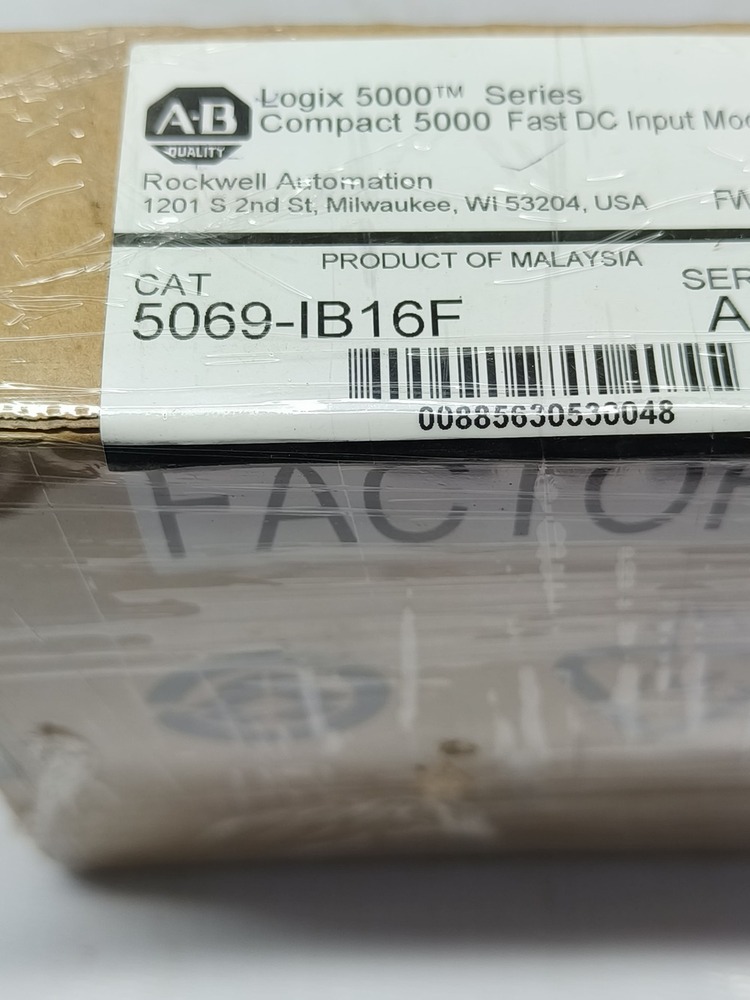 A-B
QUALITY
Logix 5000™ Series
Compact 5000 Fast DC Input Mod
Rockwell Automation
1201 S 2nd St, Milwaukee, WI 53204, USA FW
PRODUCT OF MALAYSIA
CAT SER
5069-IB16F A
00885630530048
FACTO